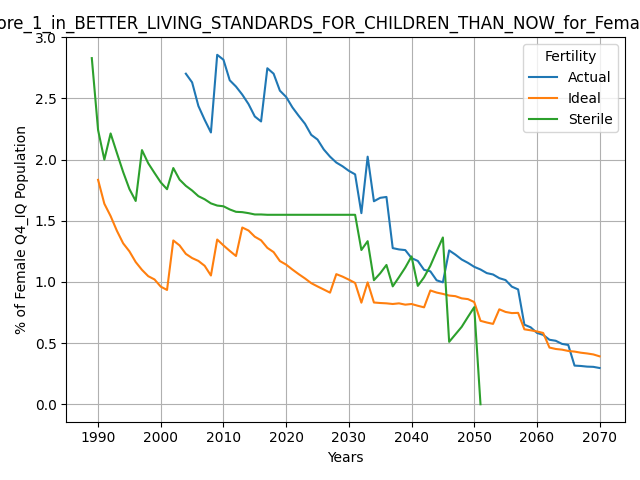 ore_1_in_BETTER_LIVING_STANDARDS_FOR_CHILDREN_THAN_NOW_for_Fema
Fertility
Actual
Ideal
Sterile
% of Female Q4_IQ Population
3.0
2.5
2.0
1.5
1.0
0.5
0.0
1990 2000 2010 2020 2030 2040 2050 2060 2070
Years